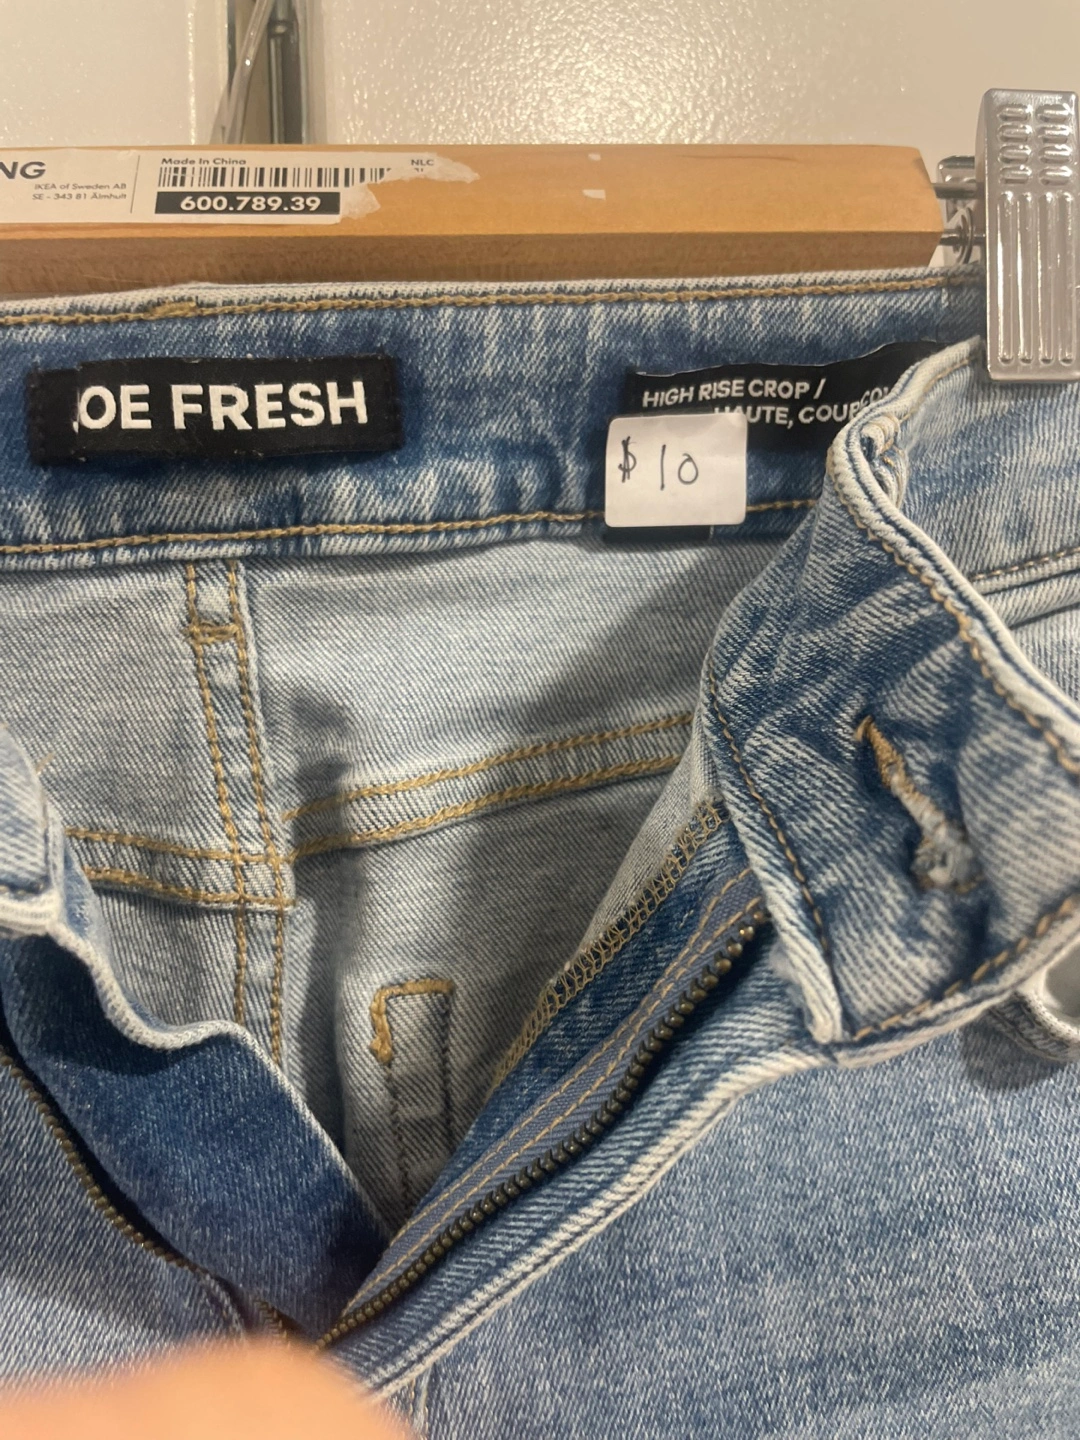 NG
IKEA of Sweden AB
SE - 343 81 Älmhult
Made In China
NLC
600.789.39
OE FRESH
HIGH RISE CROP /
HAUTE, COUPE
$ 10